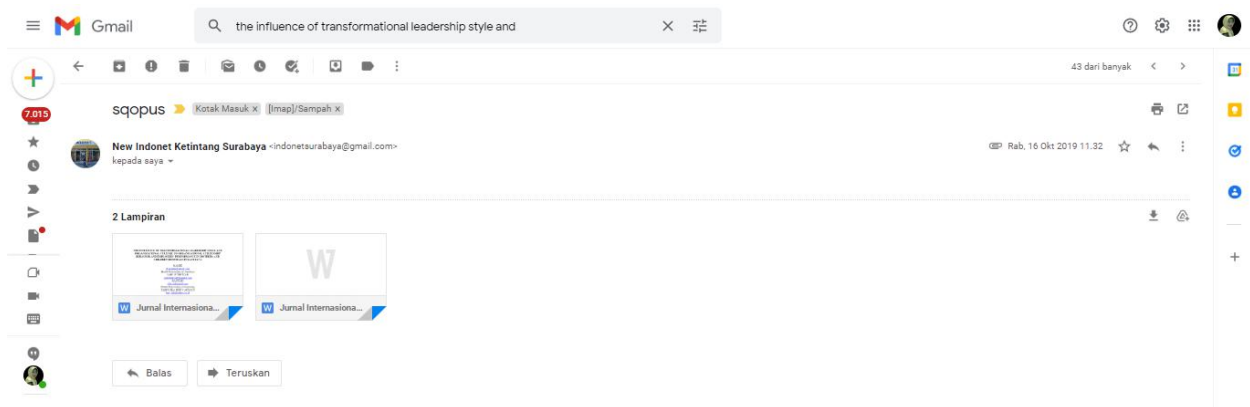 Gmail
the influence of transformational leadership style and
43 dari banyak
7.015
sqopus
Kotak Masuk x
[Imap]/Sampah x
New Indonet Ketintang Surabaya <indonetsurabaya@gmail.com>
Rab, 16 Okt 2019 11.32
kepada saya
2 Lampiran
W
W Jurnal Internasiona...
W Jurnal Internasiona...
Balas
Teruskan